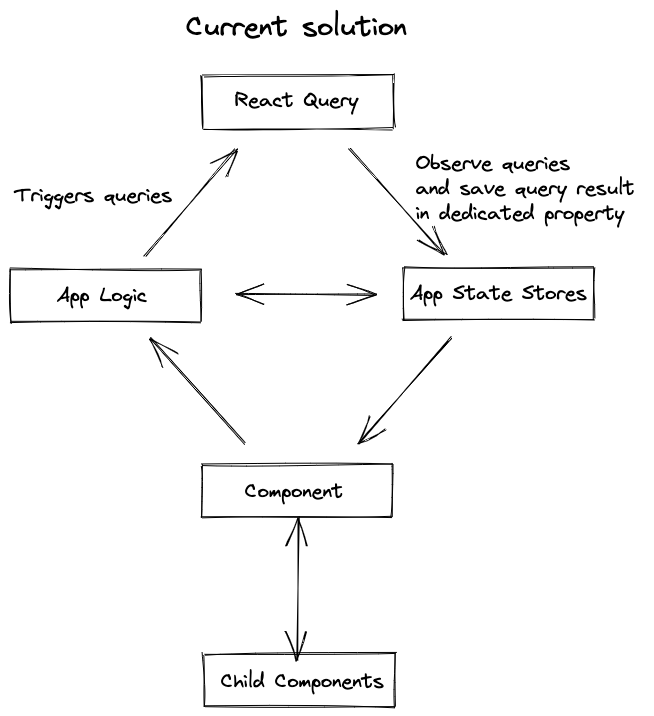 Current solution
React Query
Triggers queries
Observe queries
and save query result
in dedicated property
App Logic
App State Stores
Component
Child Components